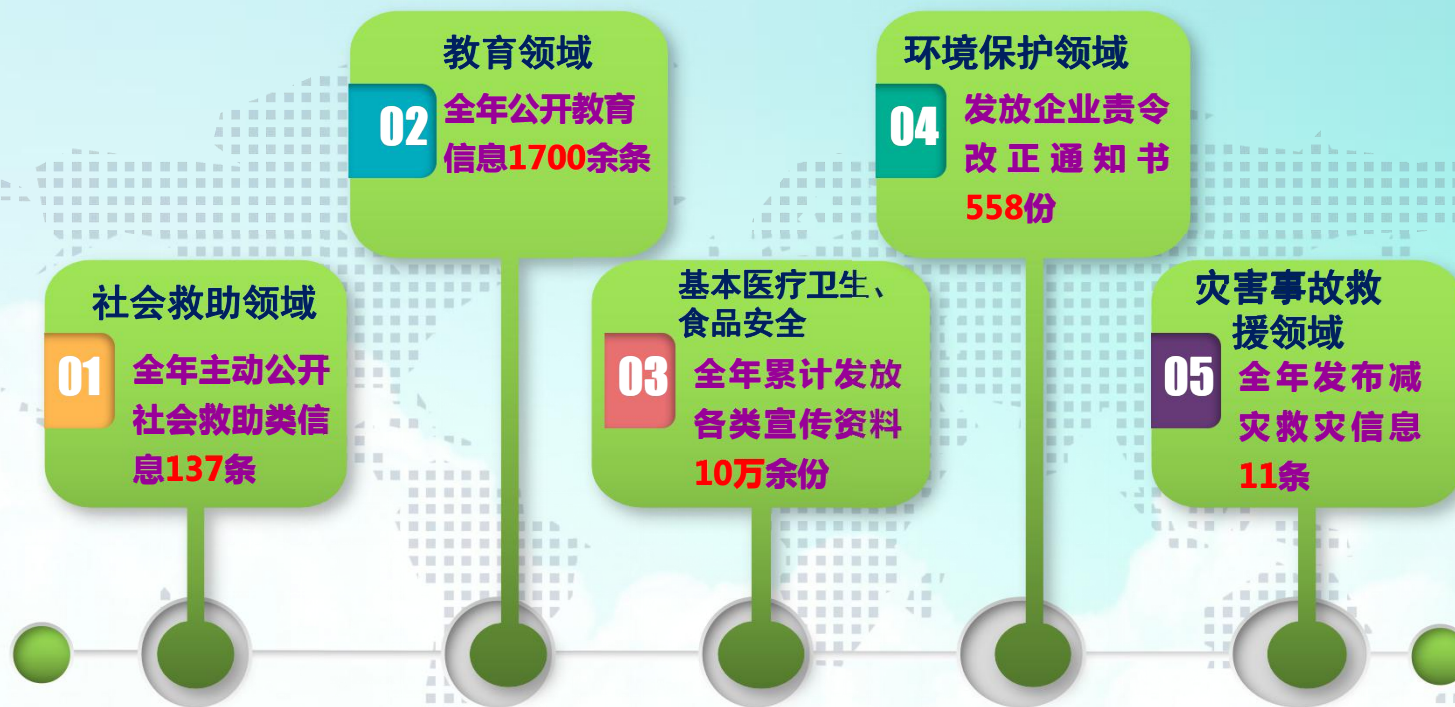 社会救助领域
01
全年主动公开
社会救助类信
息137条
教育领域
02
全年公开教育
信息1700余条
基本医疗卫生、
食品安全
03
全年累计发放
各类宣传资料
10万余份
环境保护领域
04
发放企业责令
改正通知书
558份
灾害事故救
援领域
05
全年发布减
灾救灾信息
11条